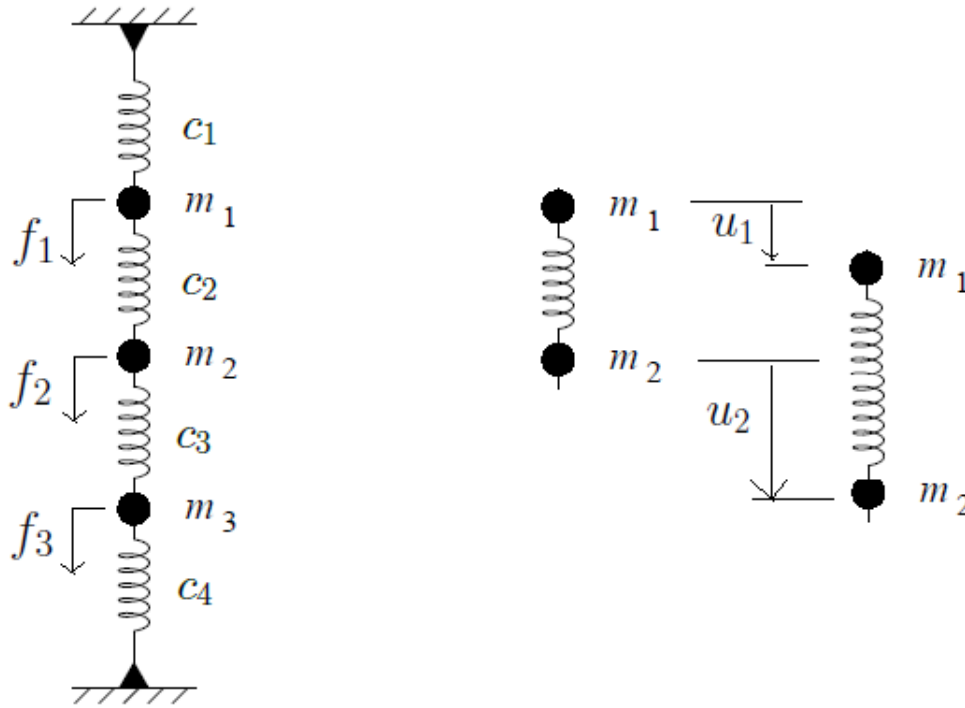 c₁
f₁ m₁
c₂
f₂ m₂
c₃
f₃ m₃
c₄
m₁ u₁
m₂ u₂
m₁
m₂